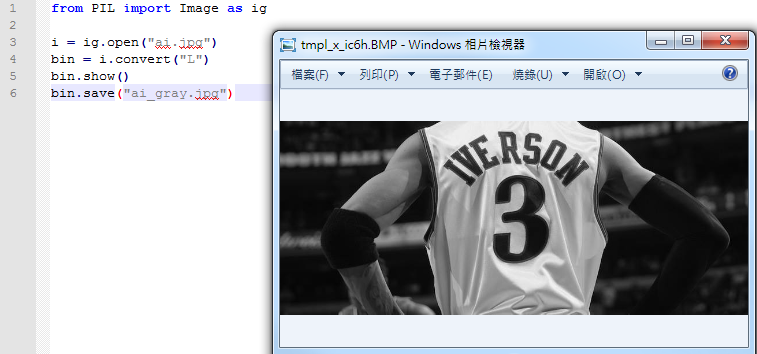 1 from PIL import Image as ig
2
3 i = ig.open("ai.jpg")
4 bin = i.convert("L")
5 bin.show()
6 bin.save("ai_gray.jpg")
tmpl_x_ic6h.BMP - Windows 相片檢視器
檔案(F) 列印(P) 電子郵件(E) 燒錄(U) 開啟(O)
IVERSON
3